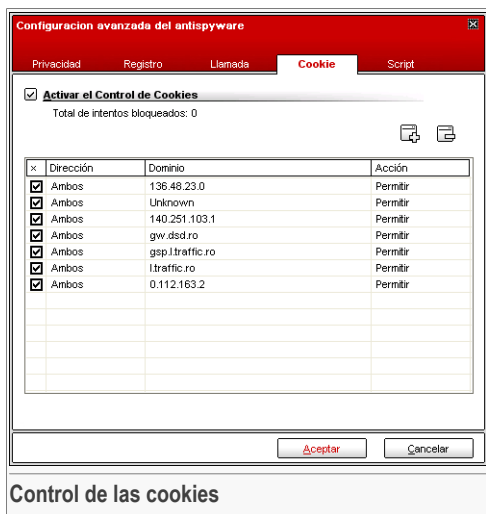 Configuracion avanzada del antispyware
Privacidad Registro Llamada Cookie Script
Activar el Control de Cookies
Total de intentos bloqueados: 0
× Dirección Dominio Acción
Ambos 136.48.23.0 Permitir
Ambos Unknown Permitir
Ambos 140.251.103.1 Permitir
Ambos gw.dsd.ro Permitir
Ambos gsp.l.traffic.ro Permitir
Ambos l.traffic.ro Permitir
Ambos 0.112.163.2 Permitir
Aceptar Cancelar
Control de las cookies